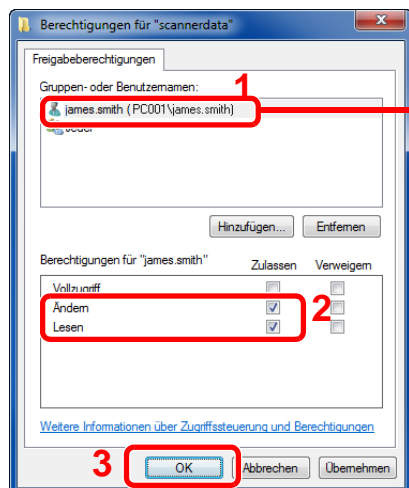 Berechtigungen für "scannerdata"
Freigabeberechtigungen
Gruppen- oder Benutzernamen:
1
james.smith (PC001\james.smith)
Jeder
Hinzufügen... Entfernen
Berechtigungen für "james.smith" Zulassen Verweigern
Vollzugriff
Ändern
2
Lesen
Weitere Informationen über Zugriffssteuerung und Berechtigungen
3
OK Abbrechen Übernehmen